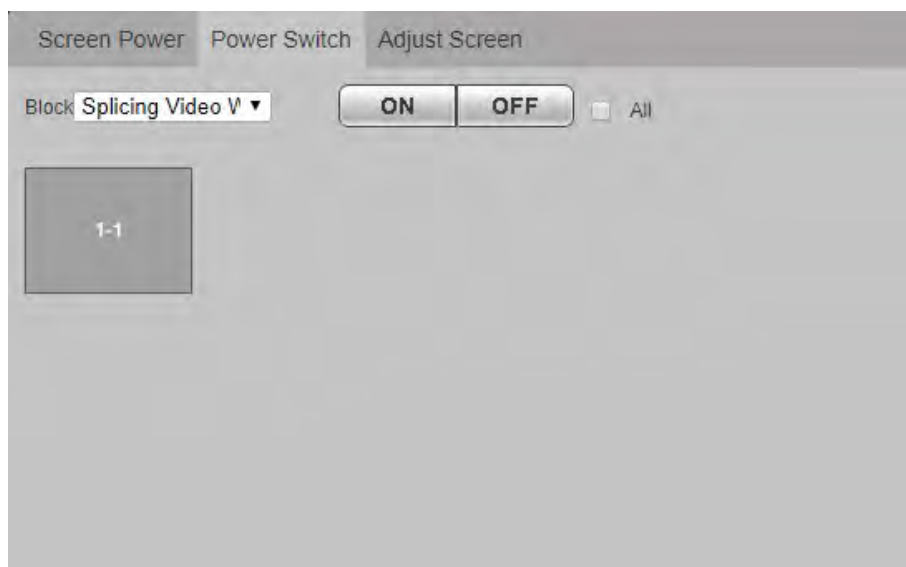 Screen Power Power Switch Adjust Screen
Block Splicing Video V ▼ ON OFF All
1-1